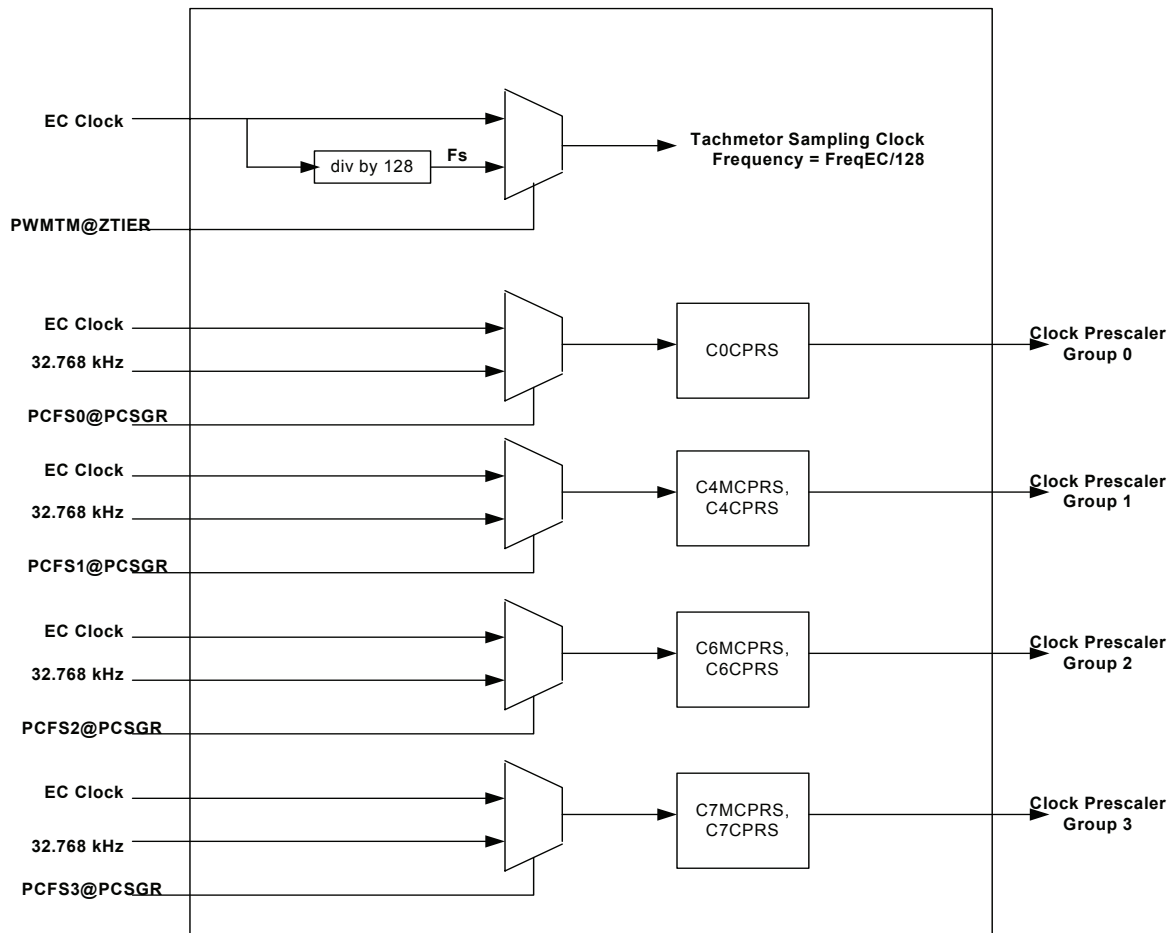 EC Clock
div by 128
Fs
Tachmetor Sampling Clock
Frequency = FreqEC/128
PWMTM@ZTIER
EC Clock
32.768 kHz
PCFS0@PCSGR
C0CPRS
Clock Prescaler
Group 0
EC Clock
32.768 kHz
PCFS1@PCSGR
C4MCPRS,
C4CPRS
Clock Prescaler
Group 1
EC Clock
32.768 kHz
PCFS2@PCSGR
C6MCPRS,
C6CPRS
Clock Prescaler
Group 2
EC Clock
32.768 kHz
PCFS3@PCSGR
C7MCPRS,
C7CPRS
Clock Prescaler
Group 3